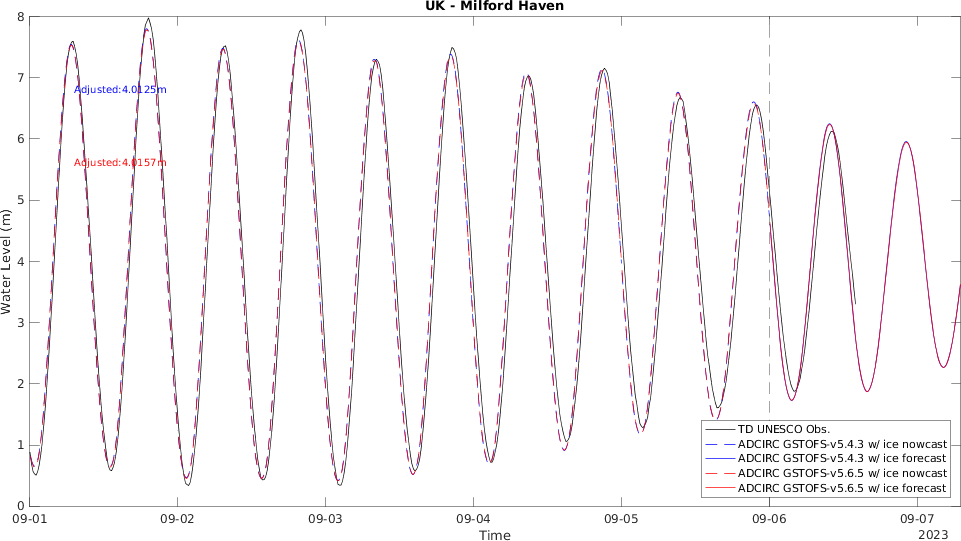 UK - Milford Haven
8
7
6
5
4
3
2
1
0
Water Level (m)
Adjusted:4.0125m
Adjusted:4.0157m
TD UNESCO Obs.
ADCIRC GSTOFS-v5.4.3 w/ ice nowcast
ADCIRC GSTOFS-v5.4.3 w/ ice forecast
ADCIRC GSTOFS-v5.6.5 w/ ice nowcast
ADCIRC GSTOFS-v5.6.5 w/ ice forecast
09-01 09-02 09-03 09-04 09-05 09-06 09-07
Time
2023